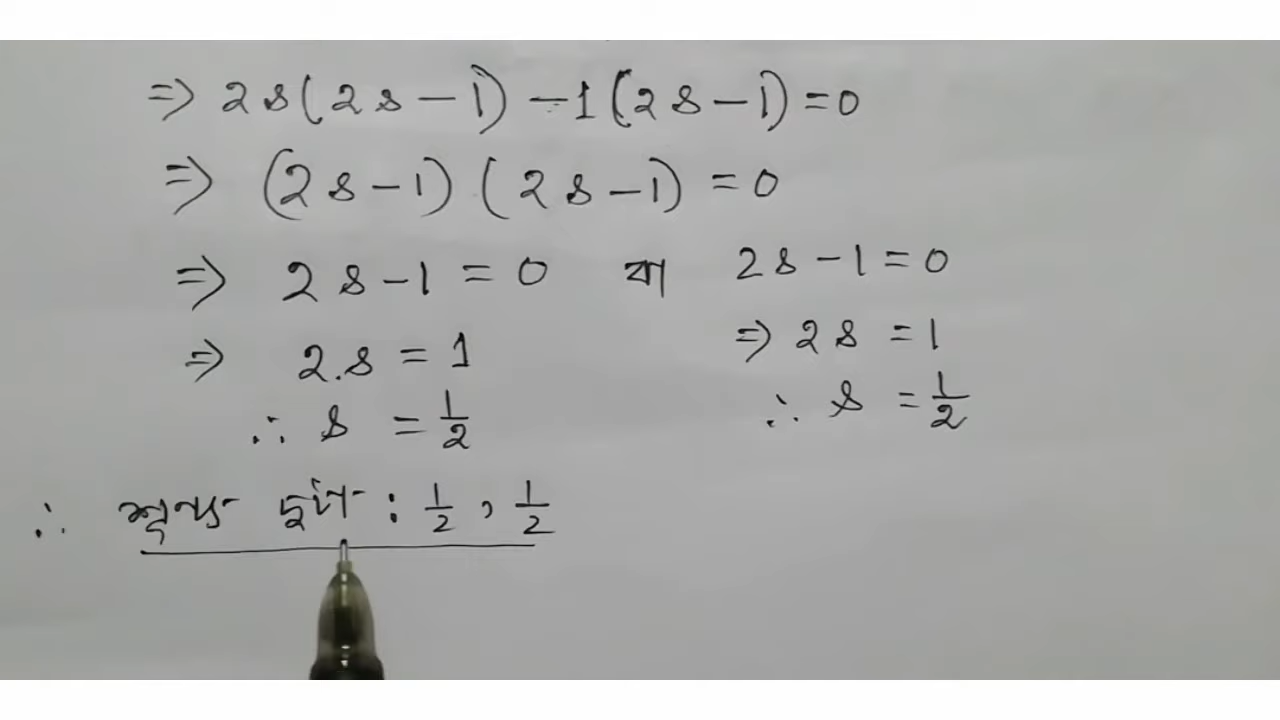 ⇒ 2s(2s-1) -1(2s-1) = 0
⇒ (2s-1) (2s-1) = 0
⇒ 2s-1 = 0 বা 2s-1 = 0
⇒ 2.s = 1 ⇒ 2s = 1
∴ s = 1/2 ∴ s = 1/2
∴ শূন্য দুটা : 1/2 , 1/2